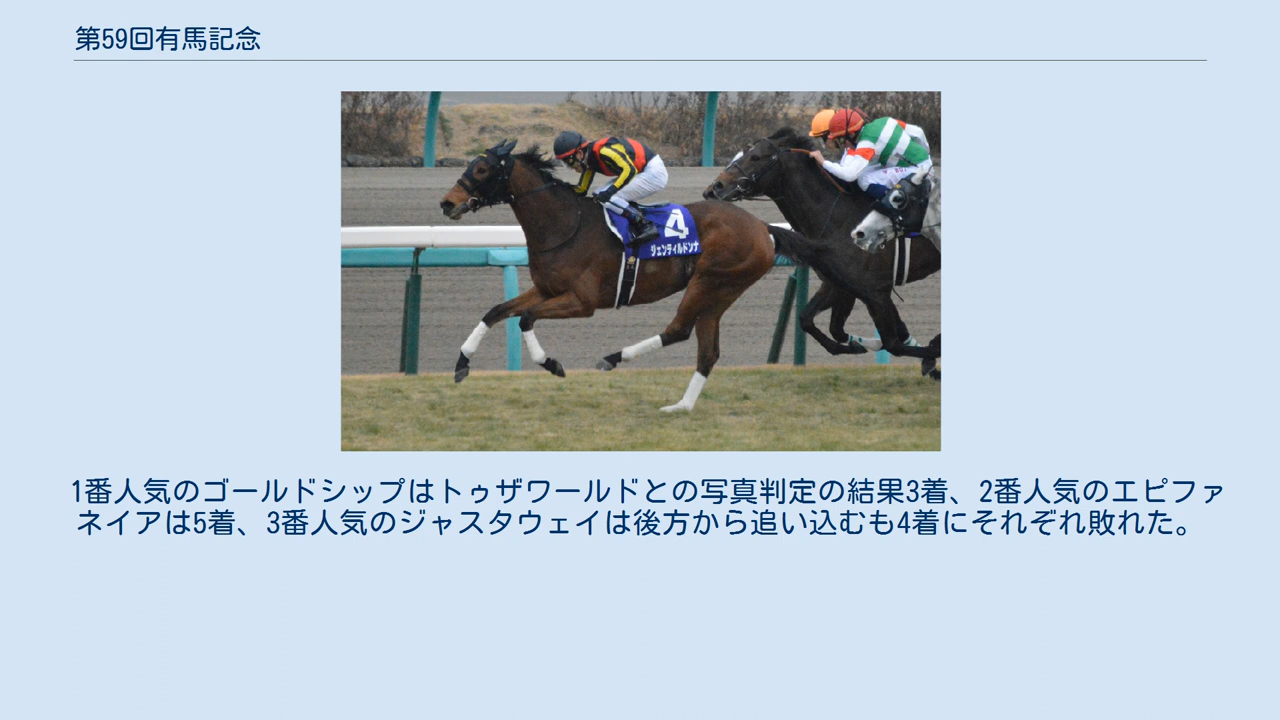 第59回有馬記念
4
ジェンティルドンナ
1番人気のゴールドシップはトゥザワールドとの写真判定の結果3着、2番人気のエピファ
ネイアは5着、3番人気のジャスタウェイは後方から追い込むも4着にそれぞれ敗れた。